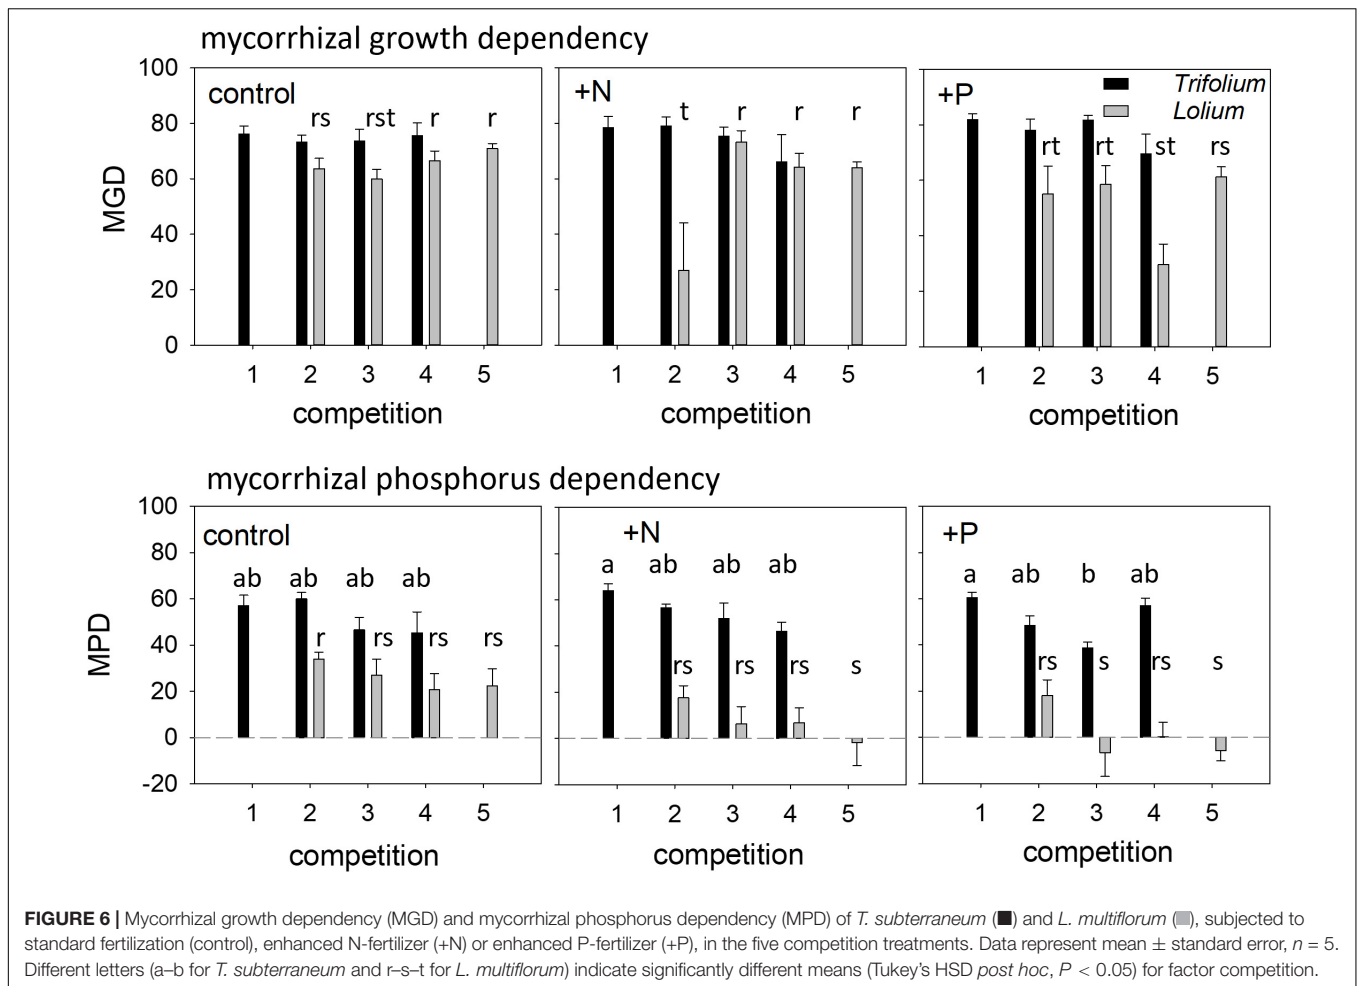 mycorrhizal growth dependency
100
80
60
40
20
0
MGD
control
rs rst r r
1 2 3 4 5
competition
+N
t r r r
1 2 3 4 5
competition
+P
Trifolium
Lolium
rt rt st rs
1 2 3 4 5
competition
mycorrhizal phosphorus dependency
100
80
60
40
20
0
-20
MPD
control
ab ab ab ab
r rs rs rs
1 2 3 4 5
competition
+N
a ab ab ab
rs rs rs s
1 2 3 4 5
competition
+P
a ab b ab
rs s rs s
1 2 3 4 5
competition
FIGURE 6 | Mycorrhizal growth dependency (MGD) and mycorrhizal phosphorus dependency (MPD) of T. subterraneum (■) and L. multiflorum (■), subjected to
standard fertilization (control), enhanced N-fertilizer (+N) or enhanced P-fertilizer (+P), in the five competition treatments. Data represent mean ± standard error, n = 5.
Different letters (a–b for T. subterraneum and r–s–t for L. multiflorum) indicate significantly different means (Tukey's HSD post hoc, P < 0.05) for factor competition.